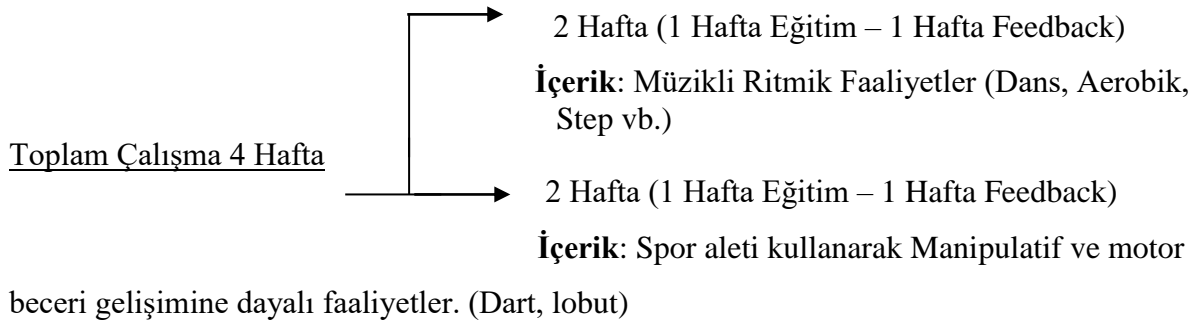 2 Hafta (1 Hafta Eğitim – 1 Hafta Feedback)
İçerik: Müzikli Ritmik Faaliyetler (Dans, Aerobik,
Step vb.)
Toplam Çalışma 4 Hafta
2 Hafta (1 Hafta Eğitim – 1 Hafta Feedback)
İçerik: Spor aleti kullanarak Manipulatif ve motor
beceri gelişimine dayalı faaliyetler. (Dart, lobut)